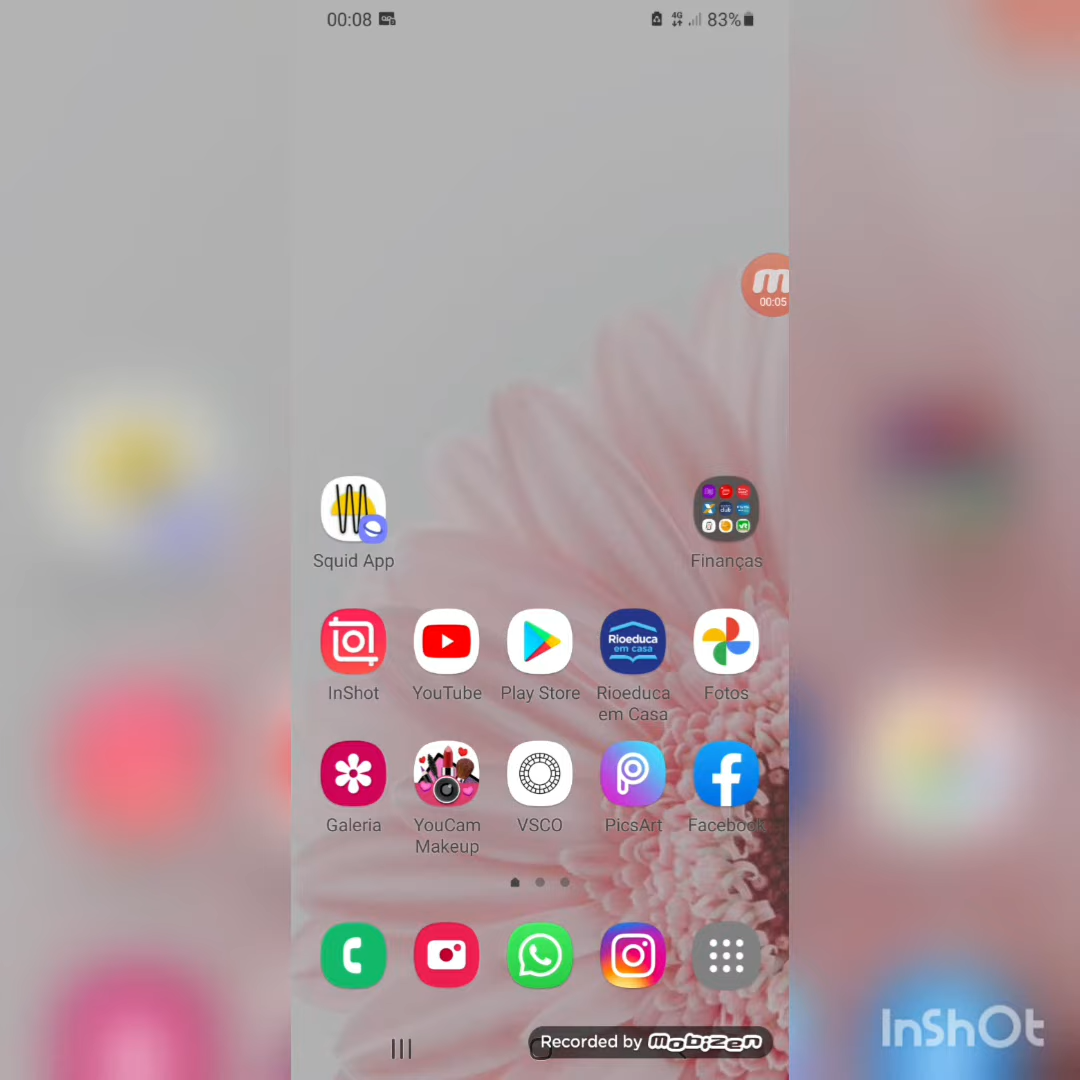 00:08
4G 83%
m
00:05
Squid App
Finanças
Rioeduca
em casa
InShot
YouTube
Play Store
Rioeduca
em Casa
Fotos
Galeria
YouCam
Makeup
VSCO
PicsArt
Facebook
Recorded by Mobizen
InShOt